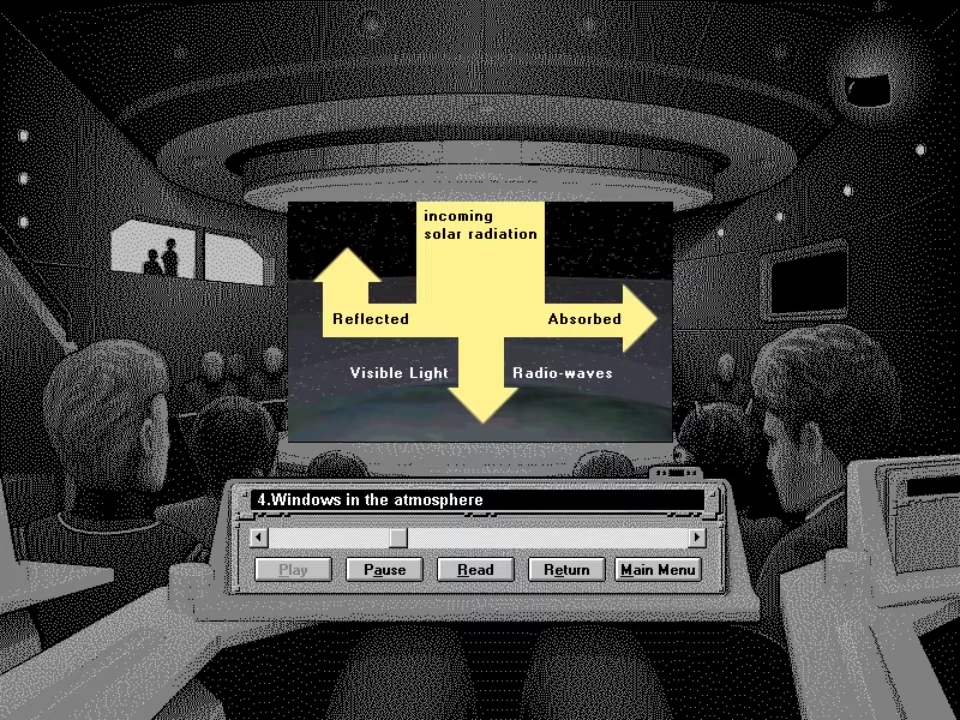 incoming
solar radiation
Reflected
Absorbed
Visible Light
Radio-waves
4.Windows in the atmosphere
Play
Pause
Read
Return
Main Menu